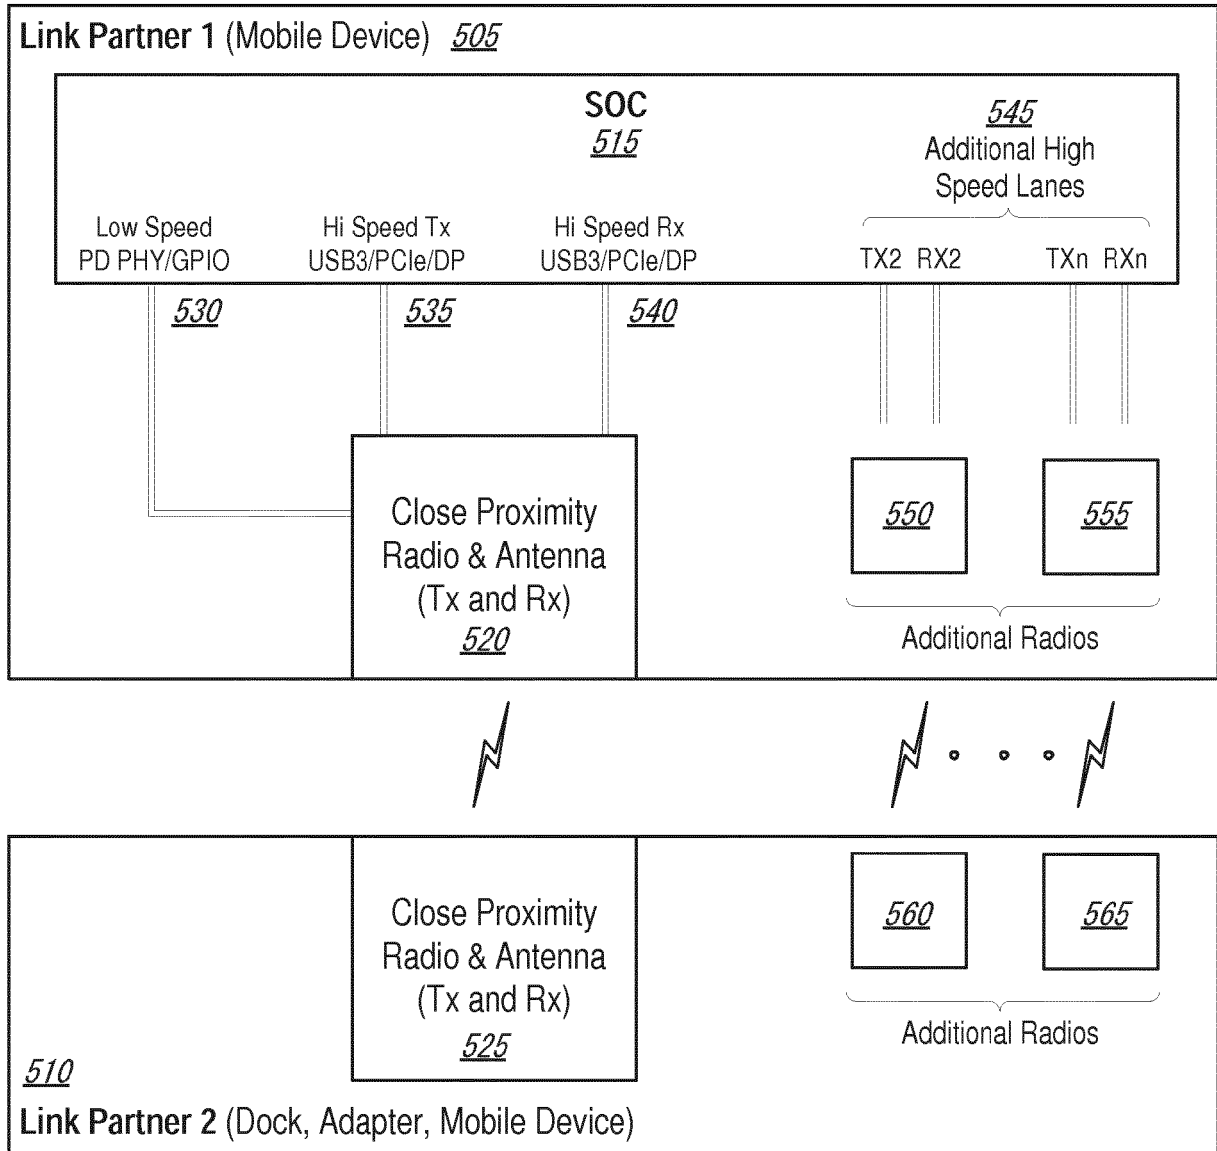 Link Partner 1 (Mobile Device) 505
SOC
515
545
Additional High
Speed Lanes
Low Speed
PD PHY/GPIO
Hi Speed Tx
USB3/PCIe/DP
Hi Speed Rx
USB3/PCIe/DP
TX2 RX2 TXn RXn
530
535
540
Close Proximity
Radio & Antenna
(Tx and Rx)
520
550
555
Additional Radios
Close Proximity
Radio & Antenna
(Tx and Rx)
525
560
565
Additional Radios
510
Link Partner 2 (Dock, Adapter, Mobile Device)